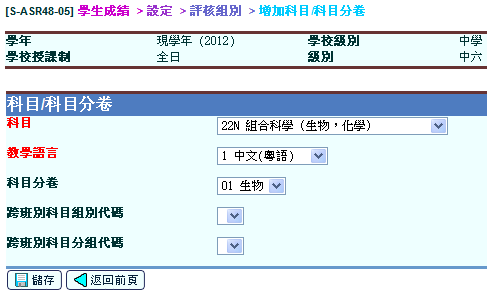 [S-ASR48-05] 學生成績 > 設定 > 評核組別 > 增加科目/科目分卷
學年 現學年 (2012) 學校級別 中學
學校授課制 全日 級別 中六
科目/科目分卷
科目 22N 組合科學 (生物，化學)
教學語言 1 中文(粵語)
科目分卷 01 生物
跨班別科目組別代碼
跨班別科目分組代碼
儲存 返回前頁